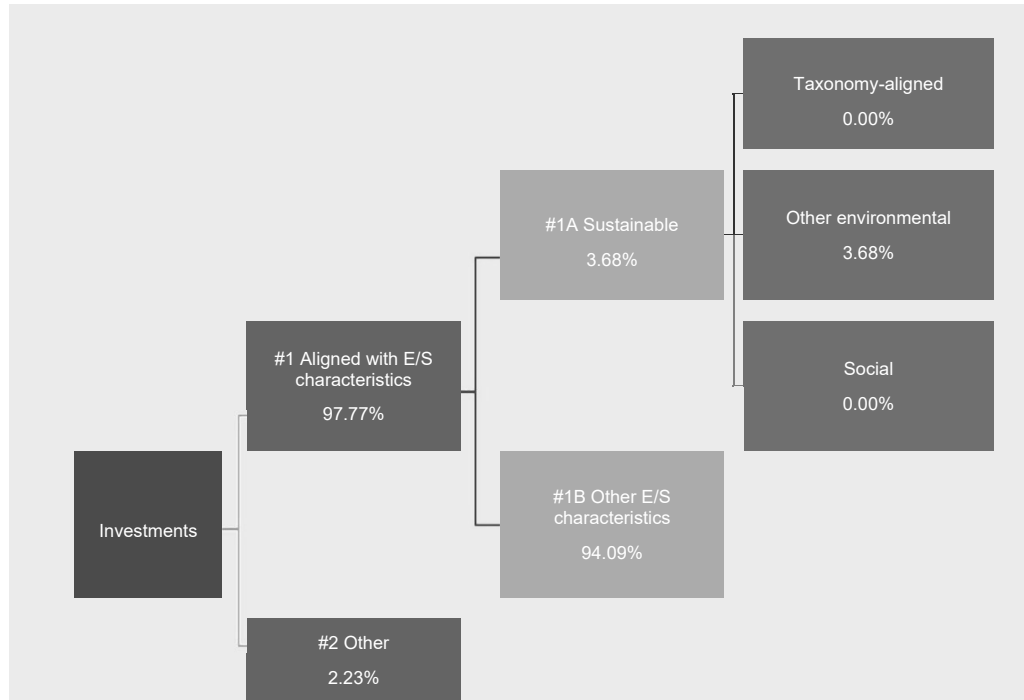 Taxonomy-aligned
0.00%
#1A Sustainable
3.68%
Other environmental
3.68%
#1 Aligned with E/S
characteristics
97.77%
Social
0.00%
Investments
#1B Other E/S
characteristics
94.09%
#2 Other
2.23%